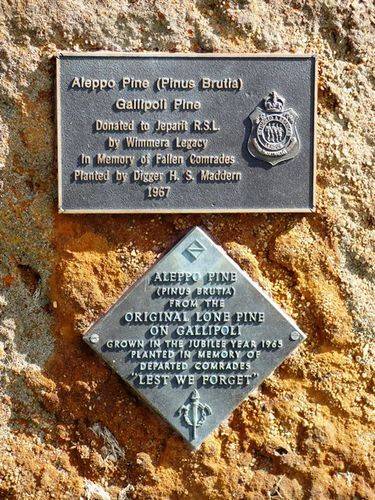 Aleppo Pine (Pinus Brutia)
Gallipoli Pine
Donated to Jeparit R.S.L.
by Wimmera Legacy
In Memory of Fallen Comrades
Planted by Digger H. S. Maddern
1967
ALEPPO PINE
(PINUS BRUTIA)
FROM THE
ORIGINAL LONE PINE
ON GALLIPOLI
GROWN IN THE JUBILEE YEAR 1965
PLANTED IN MEMORY OF
DEPARTED COMRADES
"LEST WE FORGET"